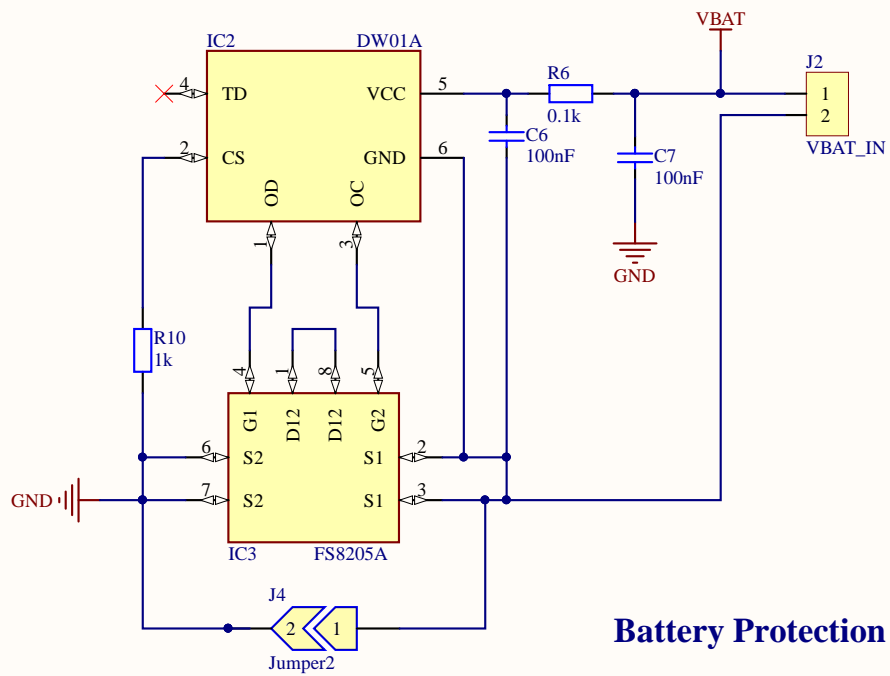 VBAT
IC2 DW01A
J2
4 TD VCC 5
R6
0.1k
1
2
VBAT_IN
C6
100nF
2 CS GND 6
C7
100nF
OD OC
1 3
GND
R10
1k
4 1 8 5
G1 D12 D12 G2
6 S2 S1 2
GND 7 S2 S1 3
IC3 FS8205A
J4
2 1
Jumper2
Battery Protection